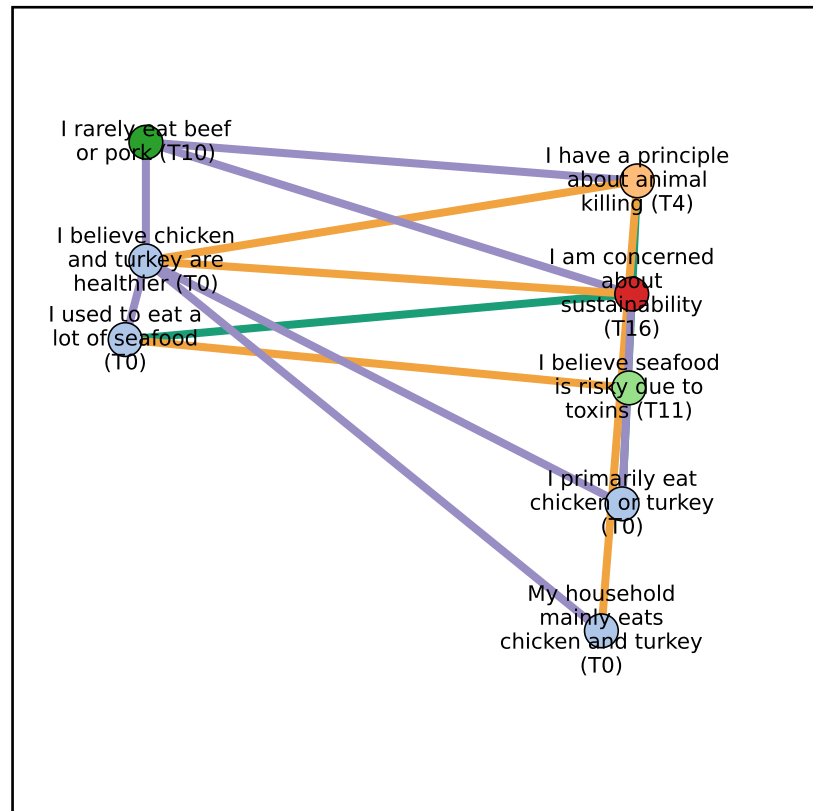 I rarely eat beef
or pork (T10)
I have a principle
about animal
killing (T4)
I believe chicken
and turkey are
healthier (T0)
I am concerned
about
sustainability
(T16)
I used to eat a
lot of seafood
(T0)
I believe seafood
is risky due to
toxins (T11)
I primarily eat
chicken or turkey
(T0)
My household
mainly eats
chicken and turkey
(T0)